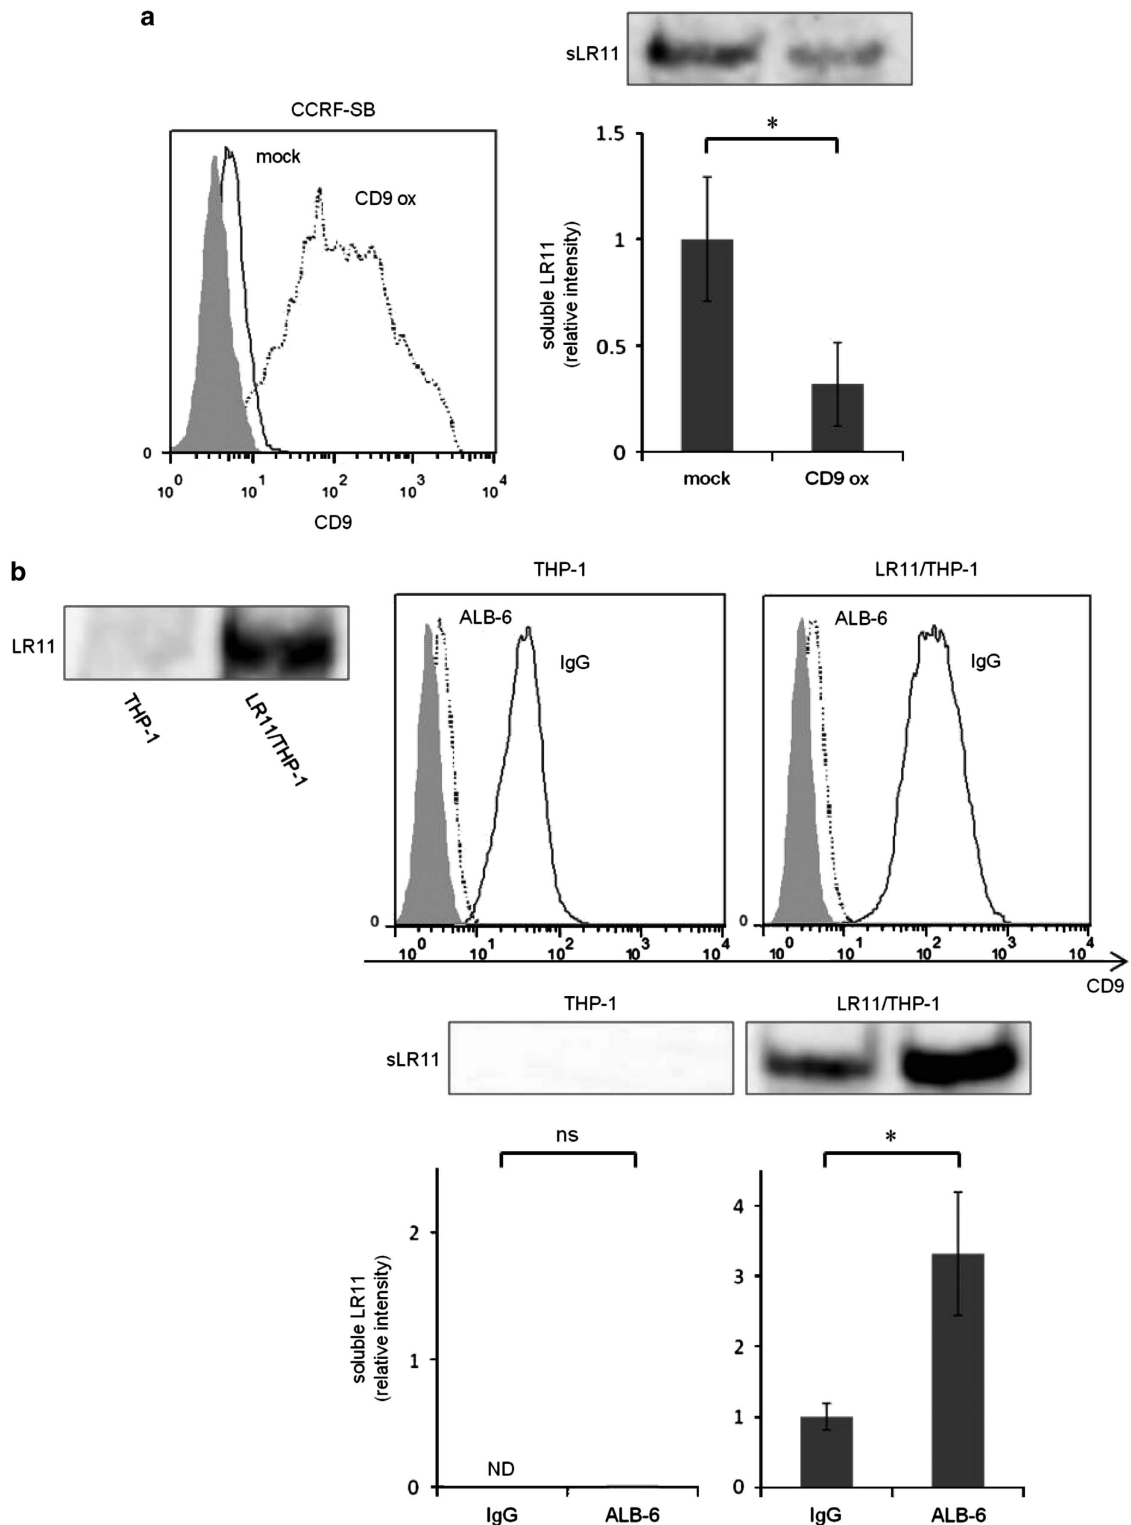 a
sLR11
CCRF-SB
mock
CD9 ox
0
10^0 10^1 10^2 10^3 10^4
CD9
*
1.5
1
0.5
0
soluble LR11
(relative intensity)
mock CD9 ox
b
LR11
THP-1
LR11/THP-1
THP-1
ALB-6
IgG
0
10^0 10^1 10^2 10^3 10^4
LR11/THP-1
ALB-6
IgG
0
10^0 10^1 10^2 10^3 10^4
CD9
THP-1 LR11/THP-1
sLR11
ns
2
1
0
soluble LR11
(relative intensity)
ND
IgG ALB-6
*
4
3
2
1
0
IgG ALB-6